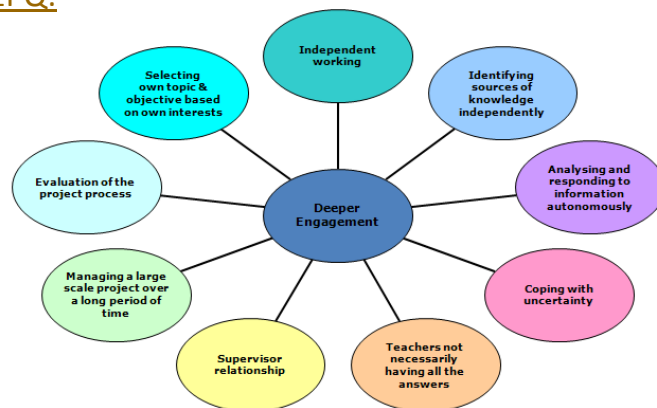 EPQ:
Independent
working
Selecting
own topic &
objective based
on own interests
Identifying
sources of
knowledge
independently
Evaluation of the
project process
Analysing and
responding to
information
autonomously
Deeper
Engagement
Managing a large
scale project over
a long period of
time
Coping with
uncertainty
Supervisor
relationship
Teachers not
necessarily
having all the
answers